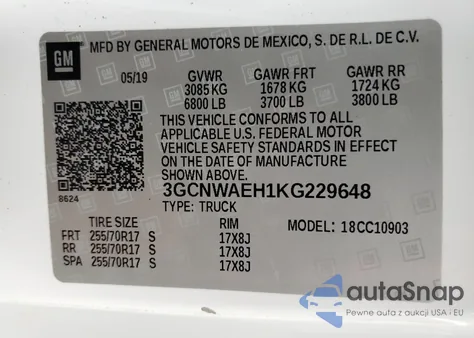 GM
MFD BY GENERAL MOTORS DE MEXICO, S. DE R.L. DE C.V.
05/19 GVWR GAWR FRT GAWR RR
3085 KG 1678 KG 1724 KG
6800 LB 3700 LB 3800 LB
THIS VEHICLE CONFORMS TO ALL
APPLICABLE U.S. FEDERAL MOTOR
VEHICLE SAFETY STANDARDS IN EFFECT
ON THE DATE OF MANUFACTURE
SHOWN ABOVE.
8624
3GCNWAEH1KG229648
TYPE: TRUCK
MODEL: 18CC10903
TIRE SIZE RIM
FRT 255/70R17 S 17X8J
RR 255/70R17 S 17X8J
SPA 255/70R17 S 17X8J
autoSnap
Pewne auta z aukcji USA i EU